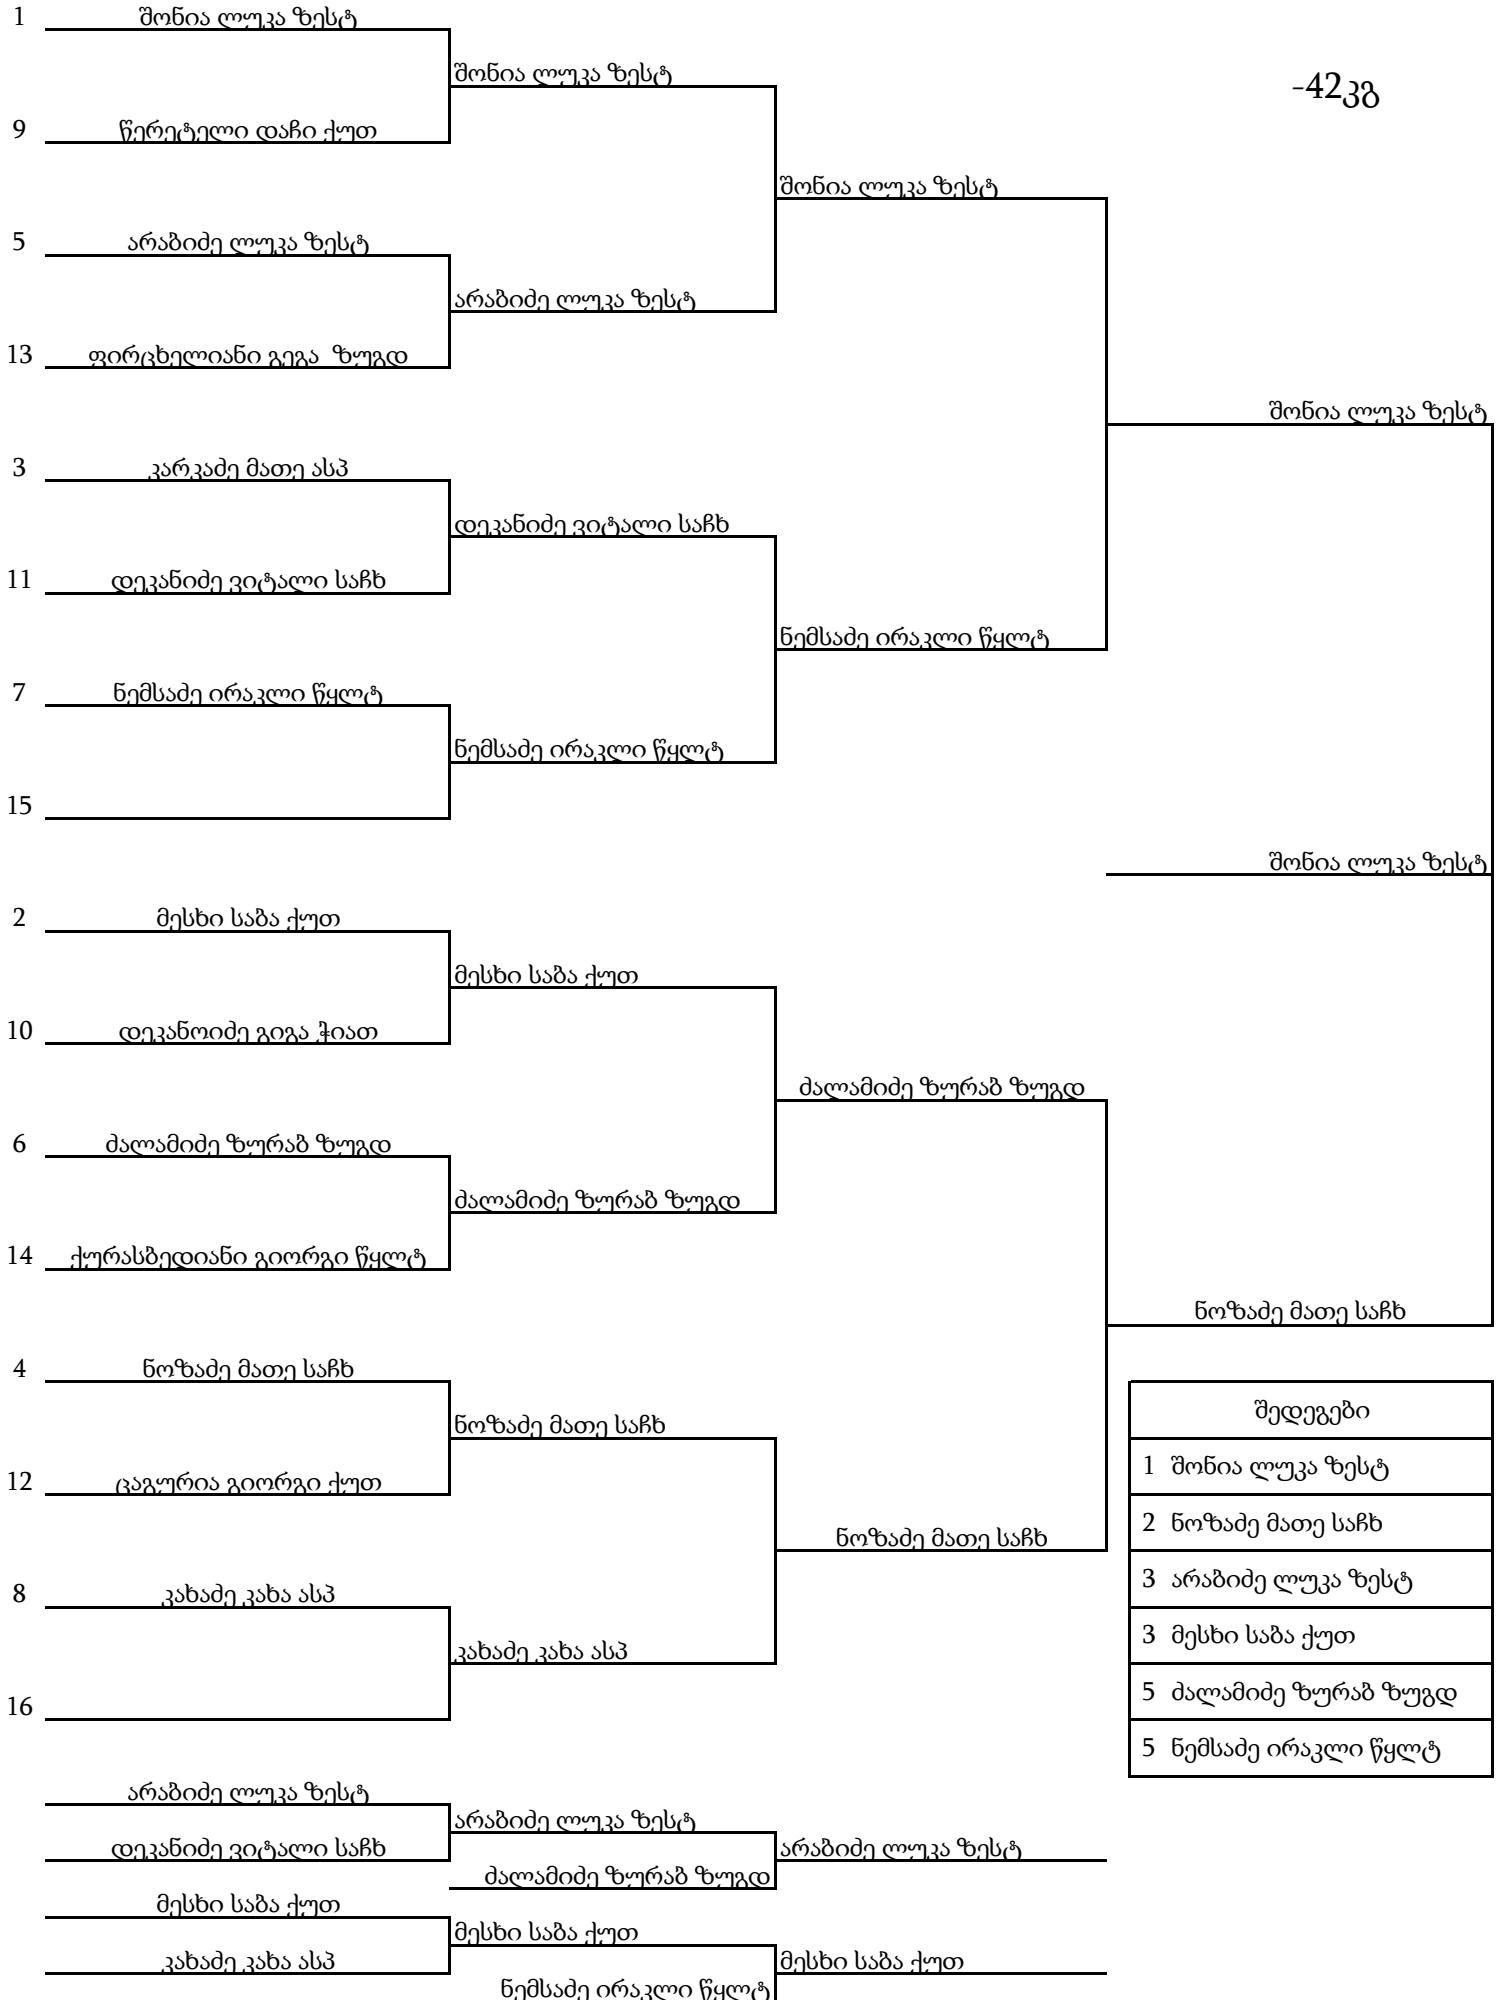 1 შონია ლუკა ზესტ
შონია ლუკა ზესტ
-42კგ
9 წერეტელი დაჩი ქუთ
შონია ლუკა ზესტ
5 არაბიძე ლუკა ზესტ
არაბიძე ლუკა ზესტ
13 ფირცხელიანი გეგა ზუგდ
შონია ლუკა ზესტ
3 კარკაძე მათე ასპ
დეკანიძე ვიტალი საჩხ
11 დეკანიძე ვიტალი საჩხ
ნემსაძე ირაკლი წყლტ
7 ნემსაძე ირაკლი წყლტ
ნემსაძე ირაკლი წყლტ
15
შონია ლუკა ზესტ
2 მესხი საბა ქუთ
მესხი საბა ქუთ
10 დეკანოიძე გიგა ჭიათ
ძალამიძე ზურაბ ზუგდ
6 ძალამიძე ზურაბ ზუგდ
ძალამიძე ზურაბ ზუგდ
14 ქურასბედიანი გიორგი წყლტ
ნოზაძე მათე საჩხ
4 ნოზაძე მათე საჩხ
შედეგები
ნოზაძე მათე საჩხ
1 შონია ლუკა ზესტ
12 ცაგურია გიორგი ქუთ
2 ნოზაძე მათე საჩხ
ნოზაძე მათე საჩხ
3 არაბიძე ლუკა ზესტ
8 კახაძე კახა ასპ
3 მესხი საბა ქუთ
კახაძე კახა ასპ
5 ძალამიძე ზურაბ ზუგდ
16
5 ნემსაძე ირაკლი წყლტ
არაბიძე ლუკა ზესტ
არაბიძე ლუკა ზესტ
დეკანიძე ვიტალი საჩხ
არაბიძე ლუკა ზესტ
ძალამიძე ზურაბ ზუგდ
მესხი საბა ქუთ
მესხი საბა ქუთ
კახაძე კახა ასპ
მესხი საბა ქუთ
ნემსაძე ირაკლი წყლტ